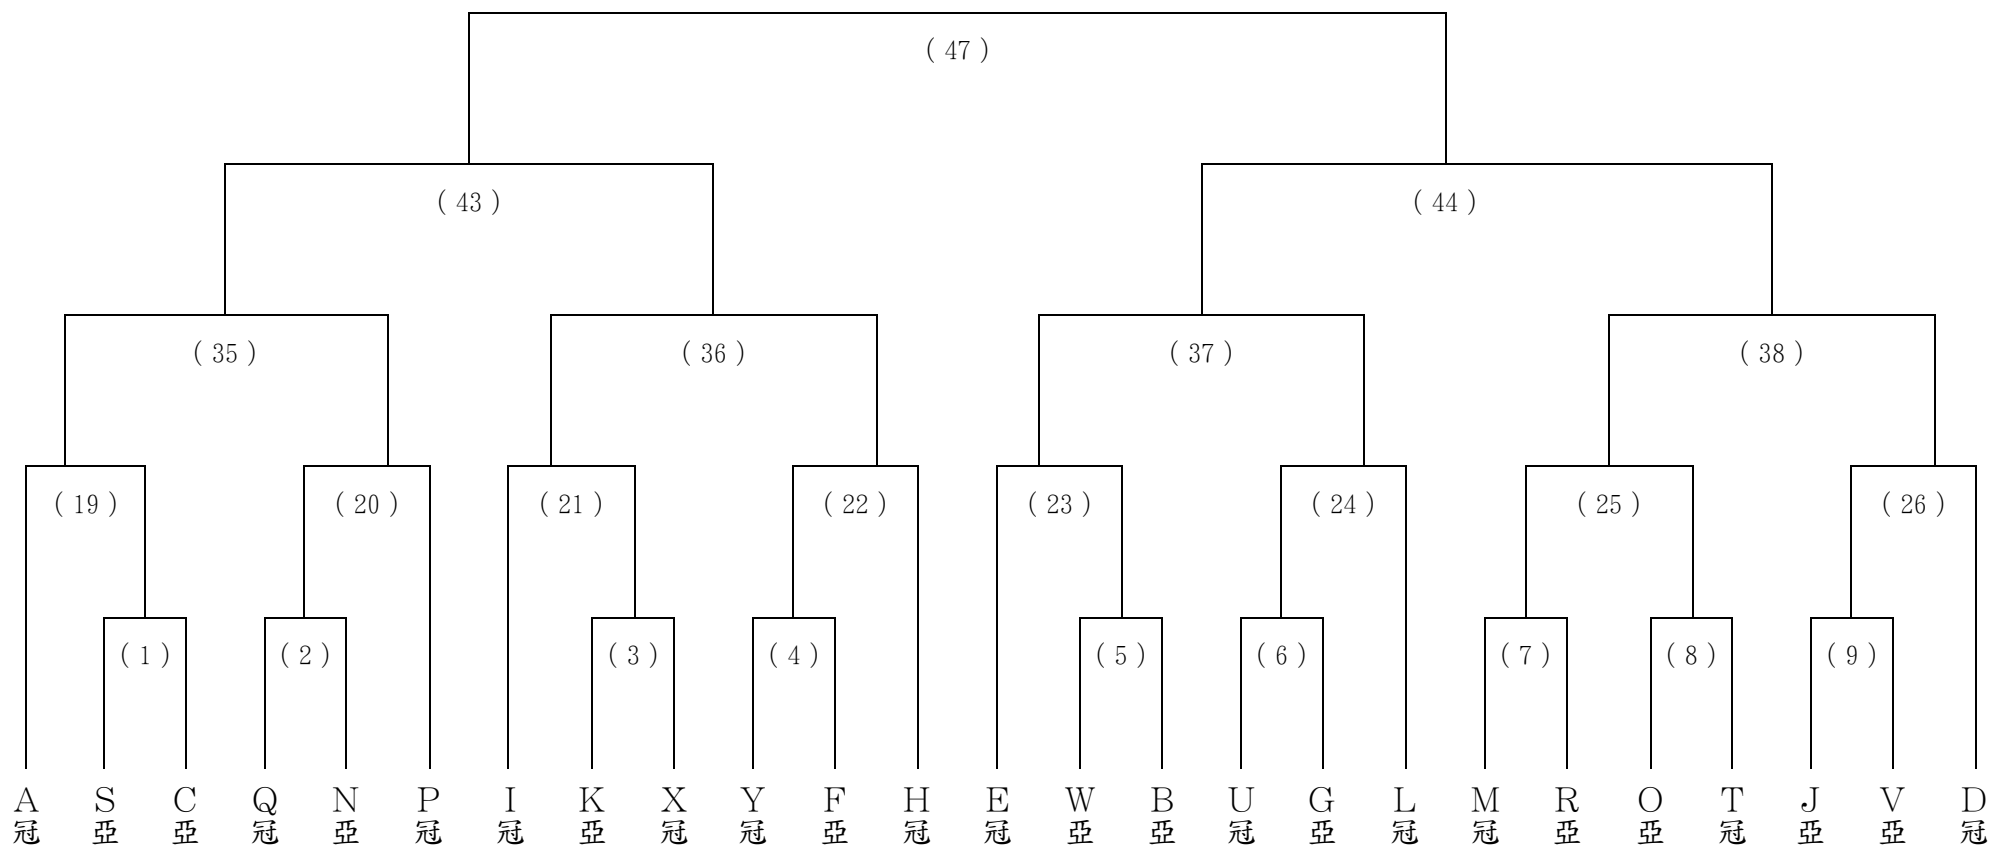 ( 47 )
( 43 ) ( 44 )
( 35 ) ( 36 ) ( 37 ) ( 38 )
( 19 ) ( 20 ) ( 21 ) ( 22 ) ( 23 ) ( 24 ) ( 25 ) ( 26 )
( 1 ) ( 2 ) ( 3 ) ( 4 ) ( 5 ) ( 6 ) ( 7 ) ( 8 ) ( 9 )
A S C Q N P I K X Y F H E W B U G L M R O T J V D
冠 亞 亞 冠 亞 冠 冠 亞 冠 冠 亞 冠 冠 亞 亞 冠 亞 冠 冠 亞 亞 冠 亞 亞 冠